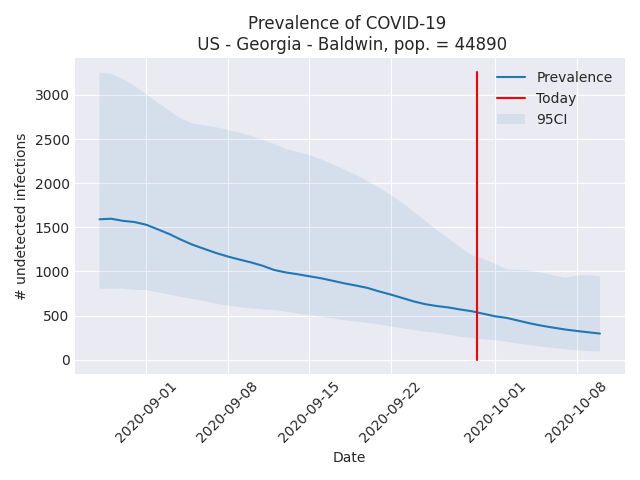 Prevalence of COVID-19
US - Georgia - Baldwin, pop. = 44890
Prevalence
Today
95CI
# undetected infections
3000
2500
2000
1500
1000
500
0
2020-09-01
2020-09-08
2020-09-15
2020-09-22
2020-10-01
2020-10-08
Date